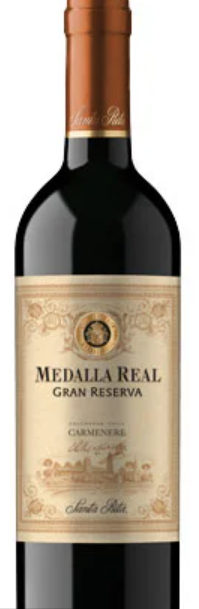 Santa Rita
MEDALLA REAL
GRAN RESERVA
CARMENERE
Santa Rita